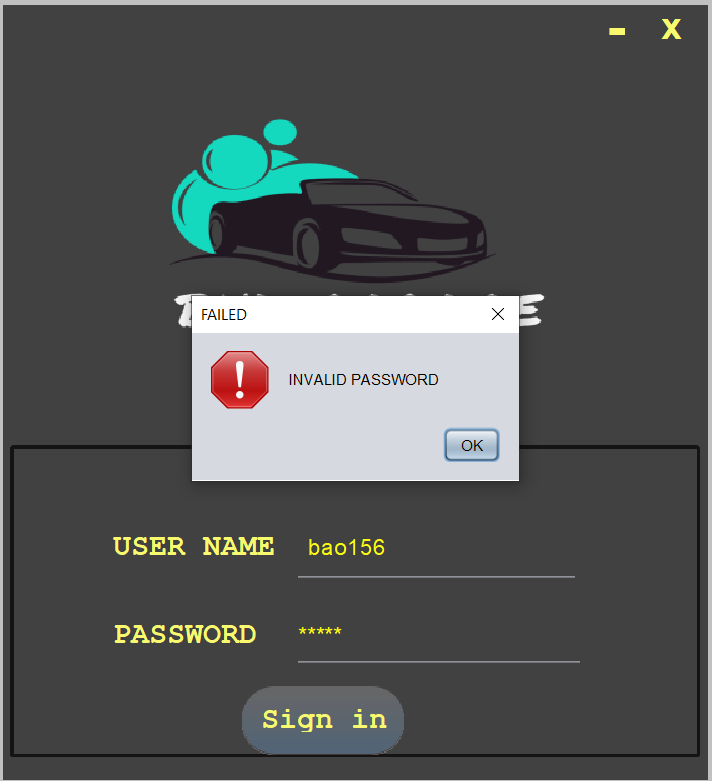 - X
FAILED
INVALID PASSWORD
OK
USER NAME bao156
PASSWORD *****
Sign in